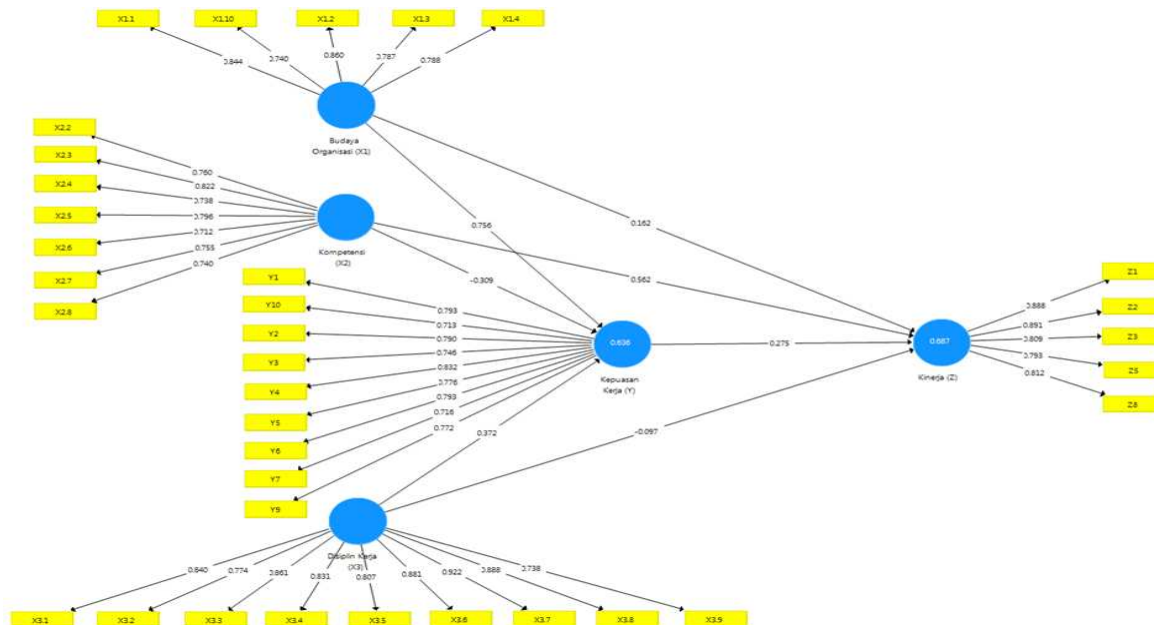 X1.1
X1.10
X1.2
X1.3
X1.4
0.844
0.740
0.860
0.787
0.788
Budaya
Organisasi (X1)
X2.2
X2.3
X2.4
X2.5
X2.6
X2.7
X2.8
0.760
0.822
0.738
0.796
0.712
0.755
0.740
Kompetensi
(X2)
0.756
0.162
-0.309
0.562
Y1
Y10
Y2
Y3
Y4
Y5
Y6
Y7
Y9
0.793
0.713
0.790
0.746
0.832
0.776
0.793
0.716
0.772
0.636
Kepuasan
Kerja (Y)
0.275
0.687
Kinerja (Z)
0.888
0.891
0.809
0.793
0.812
Z1
Z2
Z3
Z5
Z8
0.372
-0.097
Disiplin Kerja
(X3)
0.840
0.774
0.861
0.831
0.807
0.881
0.922
0.888
0.738
X3.1
X3.2
X3.3
X3.4
X3.5
X3.6
X3.7
X3.8
X3.9